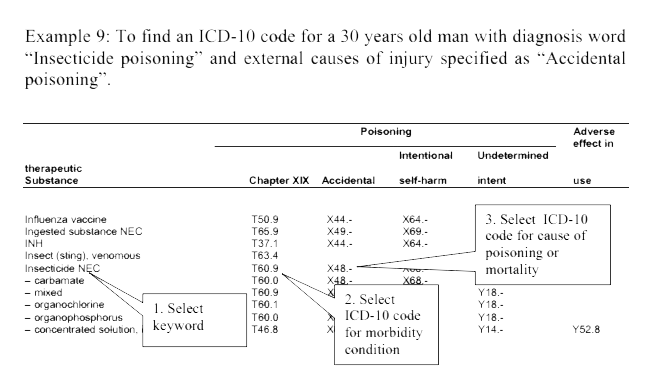 Example 9: To find an ICD-10 code for a 30 years old man with diagnosis word
“Insecticide poisoning” and external causes of injury specified as “Accidental
poisoning”.
Poisoning Adverse
effect in
Intentional Undetermined
therapeutic
Substance Chapter XIX Accidental self-harm intent use
Influenza vaccine T50.9 X44.- X64.-
Ingested substance NEC T65.9 X49.- X69.-
INH T37.1 X44.- X64.-
Insect (sting), venomous T63.4
Insecticide NEC T60.9 X48.-
– carbamate T60.0 X48.- X68.-
– mixed T60.9 Y18.-
– organochlorine T60.1 Y18.-
– organophosphorus T60.0 Y18.-
– concentrated solution, T46.8 Y14.- Y52.8
1. Select
keyword
2. Select
ICD-10 code
for morbidity
condition
3. Select ICD-10
code for cause of
poisoning or
mortality